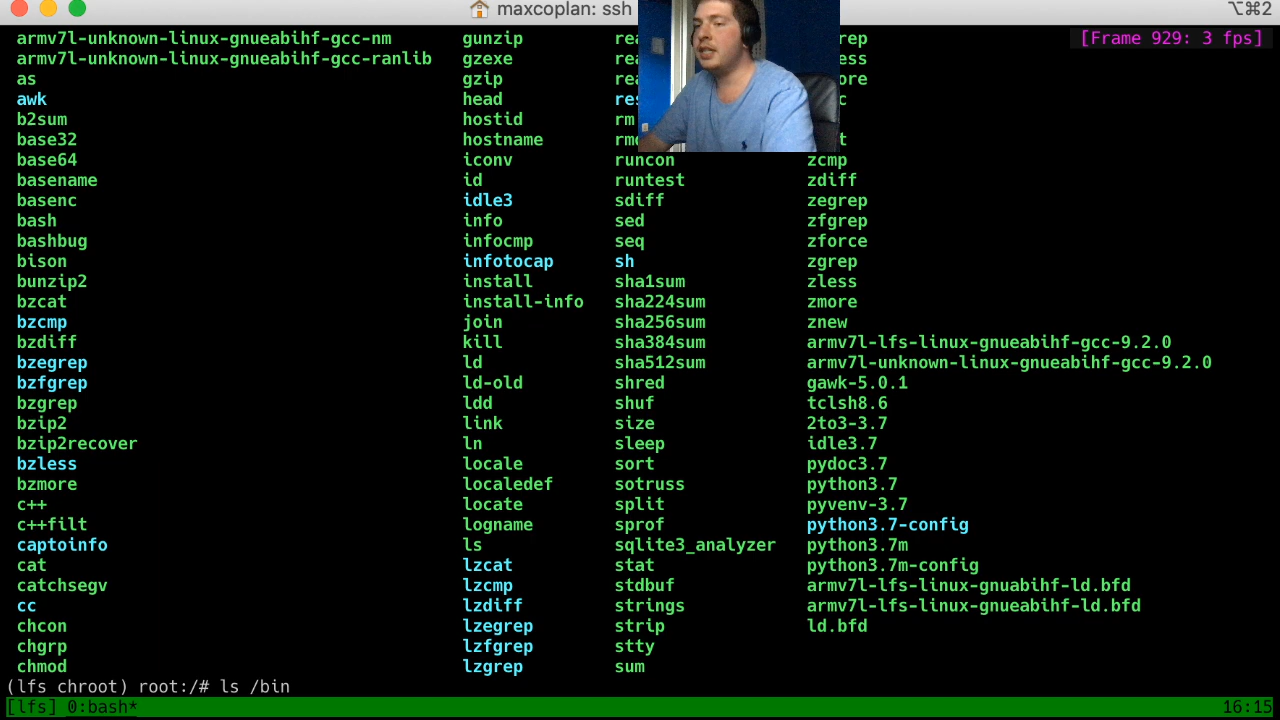 maxcoplan: ssh ⌥⌘2
armv7l-unknown-linux-gnueabihf-gcc-nm gunzip [Frame 929: 3 fps]
armv7l-unknown-linux-gnueabihf-gcc-ranlib gzexe
as gzip
awk head
b2sum hostid rm
base32 hostname
base64 iconv runcon zcmp
basename id runtest zdiff
basenc idle3 sdiff zegrep
bash info sed zfgrep
bashbug infocmp seq zforce
bison infotocap sh zgrep
bunzip2 install sha1sum zless
bzcat install-info sha224sum zmore
bzcmp join sha256sum znew
bzdiff kill sha384sum armv7l-lfs-linux-gnueabihf-gcc-9.2.0
bzegrep ld sha512sum armv7l-unknown-linux-gnueabihf-gcc-9.2.0
bzfgrep ld-old shred gawk-5.0.1
bzgrep ldd shuf tclsh8.6
bzip2 link size 2to3-3.7
bzip2recover ln sleep idle3.7
bzless locale sort pydoc3.7
bzmore localedef sotruss python3.7
c++ locate split pyvenv-3.7
c++filt logname sprof python3.7-config
captoinfo ls sqlite3_analyzer python3.7m
cat lzcat stat python3.7m-config
catchsegv lzcmp stdbuf armv7l-lfs-linux-gnuabihf-ld.bfd
cc lzdiff strings armv7l-lfs-linux-gnueabihf-ld.bfd
chcon lzegrep strip ld.bfd
chgrp lzfgrep stty
chmod lzgrep sum
(lfs chroot) root:/# ls /bin
[lfs] 0:bash* 16:15